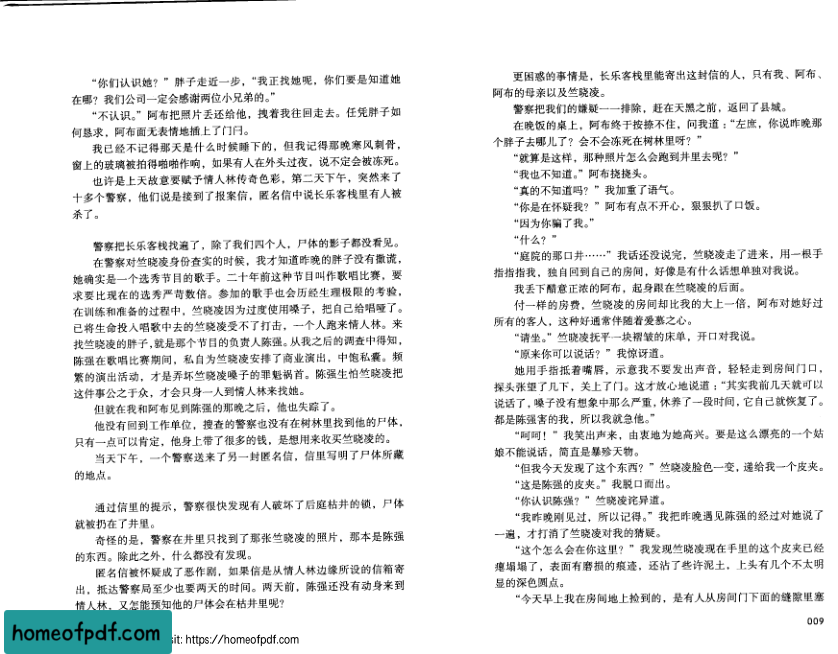 “你们认识她？”胖子走近一步，“我正找她呢，你们要是知道她
在哪？我们公司一定会感谢两位小兄弟的。”
“不认识。”阿布把照片丢还给他，拽着我往回走去。任凭胖子如
何恳求，阿布面无表情地插上了门闩。
我已经不记得那天是什么时候睡下的，但我记得那晚寒风刺骨，
窗上的玻璃被拍得啪啪作响，如果有人在外头过夜，说不定会被冻死。
也许是上天故意要赋予情人林传奇色彩，第二天下午，突然来了
十多个警察，他们说是接到了报案信，匿名信中说长乐客栈里有人被
杀了。
警察把长乐客栈找遍了，除了我们四个人，尸体的影子都没看见。
在警察对竺晓凌身份查实的时候，我才知道昨晚的胖子没有撒谎，
她确实是一个选秀节目的歌手。二十年前这种节目叫作歌唱比赛，要
求要比现在的选秀严苛数倍。参加的歌手也会历经生理极限的考验，
在训练和准备的过程中，竺晓凌因为过度使用嗓子，把自己给唱哑了。
已将生命投入唱歌中去的竺晓凌受不了打击，一个人跑来情人林。来
找竺晓凌的胖子，就是那个节目的负责人陈强。从我之后的调查中得知，
陈强在歌唱比赛期间，私自为竺晓凌安排了商业演出，中饱私囊。频
繁的演出活动，才是弄坏竺晓凌嗓子的罪魁祸首。陈强生怕竺晓凌把
这件事公之于众，才会只身一人到情人林来找她。
但就在我和阿布见到陈强的那晚之后，他也失踪了。
他没有回到工作单位，搜查的警察也没有在树林里找到他的尸体，
只有一点可以肯定，他身上带了很多的钱，是想用来收买竺晓凌的。
当天下午，一个警察送来了另一封匿名信，信里写明了尸体所藏
的地点。
通过信里的提示，警察很快发现有人破坏了后庭枯井的锁，尸体
就被扔在了井里。
奇怪的是，警察在井里只找到了那张竺晓凌的照片，那本是陈强
的东西。除此之外，什么都没有发现。
匿名信被怀疑成了恶作剧，如果信是从情人林边缘所设的信箱寄
出，抵达警察局至少也要两天的时间。两天前，陈强还没有动身来到
情人林，又怎能预知他的尸体会在枯井里呢？
homeofpdf.com
sit: https://homeofpdf.com
更困惑的事情是，长乐客栈里能寄出这封信的人，只有我、阿布、
阿布的母亲以及竺晓凌。
警察把我们的嫌疑一一排除，赶在天黑之前，返回了县城。
在晚饭的桌上，阿布终于按捺不住，问我道：“左庶，你说昨晚那
个胖子去哪儿了？会不会冻死在树林里呀？”
“就算是这样，那种照片怎么会跑到井里去呢？”
“我也不知道。”阿布挠挠头。
“真的不知道吗？”我加重了语气。
“你是在怀疑我？”阿布有点不开心，狠狠扒了口饭。
“因为你骗了我。”
“什么？”
“庭院的那口井……”我话还没说完，竺晓凌走了进来，用一根手
指指指我，独自回到自己的房间，好像是有什么话想单独对我说。
我丢下醋意正浓的阿布，起身跟在竺晓凌的后面。
付一样的房费，竺晓凌的房间却比我的大上一倍，阿布对她好过
所有的客人，这种好通常伴随着爱慕之心。
“请坐。”竺晓凌抚平一块褶皱的床单，开口对我说。
“原来你可以说话？”我惊讶道。
她用手指抵着嘴唇，示意我不要发出声音，轻轻走到房间门口，
探头张望了几下，关上了门。这才放心地说道：“其实我前几天就可以
说话了，嗓子没有想象中那么严重，休养了一段时间，它自己就恢复了。
都是陈强害的我，所以我就急他。”
“呵呵！”我笑出声来，由衷地为她高兴。要是这么漂亮的一个姑
娘不能说话，简直是暴殄天物。
“但我今天发现了这个东西？”竺晓凌脸色一变，递给我一个皮夹。
“这是陈强的皮夹。”我脱口而出。
“你认识陈强？”竺晓凌诧异道。
“我昨晚刚见过，所以记得。”我把昨晚遇见陈强的经过对她说了
一遍，才打消了竺晓凌对我的猜疑。
“这个怎么会在你这里？”我发现竺晓凌现在手里的这个皮夹已经
瘪塌塌了，表面有磨损的痕迹，还沾了些许泥土，上头有几个不太明
显的深色圆点。
“今天早上我在房间地上捡到的，是有人从房间门下面的缝隙里塞
009